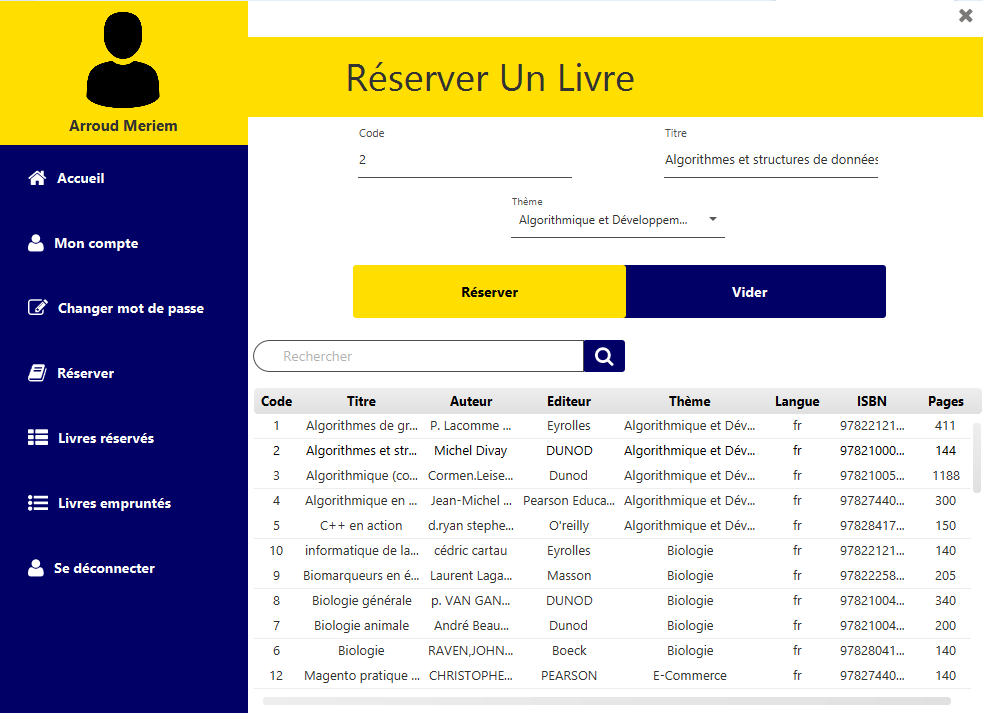 Réserver Un Livre
Arroud Meriem
Accueil
Mon compte
Changer mot de passe
Réserver
Livres réservés
Livres empruntés
Se déconnecter
Code
Titre
2
Algorithmes et structures de données
Thème
Algorithmique et Développem...
Réserver
Vider
Rechercher
Code Titre Auteur Editeur Thème Langue ISBN Pages
1 Algorithmes de gr... P. Lacomme ... Eyrolles Algorithmique et Dév... fr 97822121... 411
2 Algorithmes et str... Michel Divay DUNOD Algorithmique et Dév... fr 97821000... 144
3 Algorithmique (co... Cormen.Leise... Dunod Algorithmique et Dév... fr 97821005... 1188
4 Algorithmique en ... Jean-Michel ... Pearson Educa... Algorithmique et Dév... fr 97827440... 300
5 C++ en action d.ryan stephe... O'reilly Algorithmique et Dév... fr 97828417... 150
10 informatique de la... cédric cartau Eyrolles Biologie fr 97822121... 140
9 Biomarqueurs en é... Laurent Laga... Masson Biologie fr 97822258... 205
8 Biologie générale p. VAN GAN... DUNOD Biologie fr 97821004... 340
7 Biologie animale André Beau... Dunod Biologie fr 97821004... 200
6 Biologie RAVEN,JOHN... Boeck Biologie fr 97828041... 140
12 Magento pratique ... CHRISTOPHE... PEARSON E-Commerce fr 97827440... 140